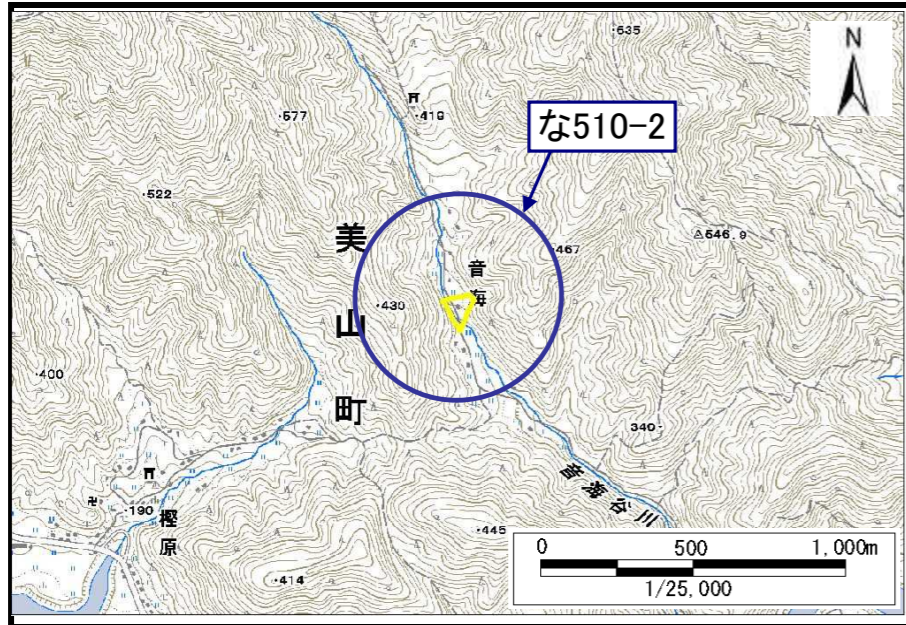 ・635
N
卍
・577
・419
な510-2
・522
美
山
町
音
海
・467
△546.9
・430
・400
340・
音海谷川
・190
樫
原
・445
・414
0 500 1,000m
1/25,000